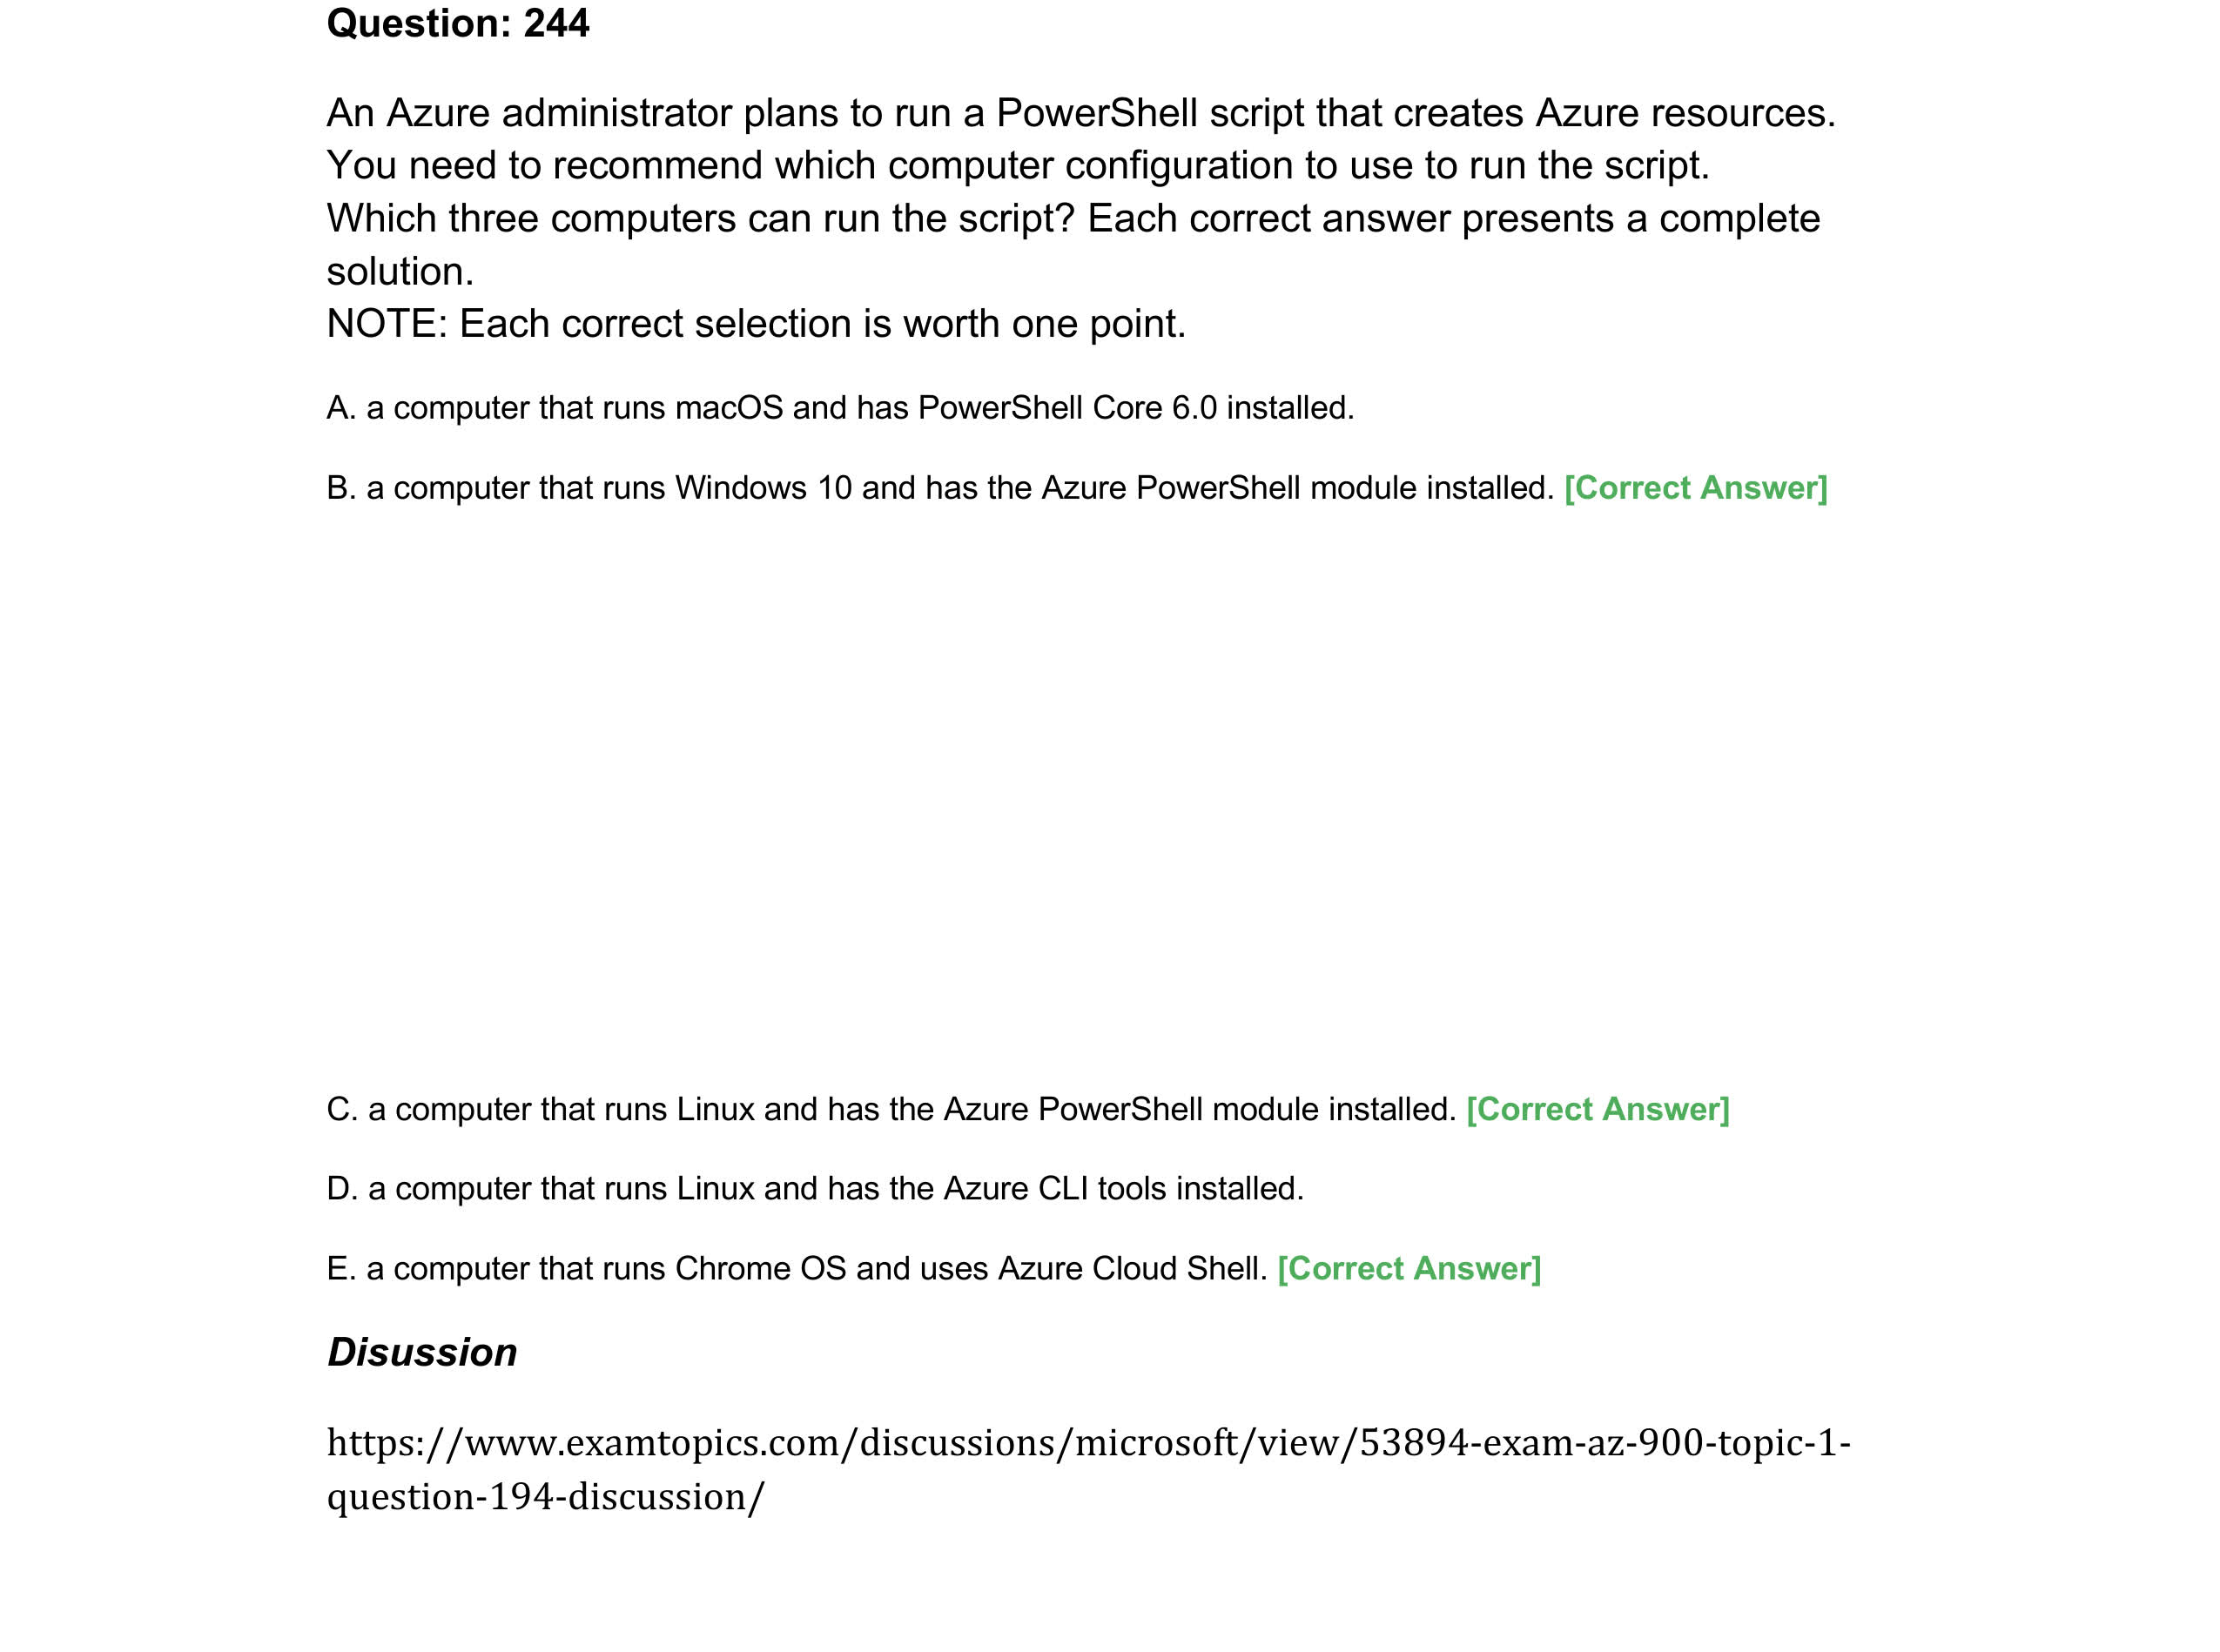 Question: 244
An Azure administrator plans to run a PowerShell script that creates Azure resources.
You need to recommend which computer configuration to use to run the script.
Which three computers can run the script? Each correct answer presents a complete
solution.
NOTE: Each correct selection is worth one point.
A. a computer that runs macOS and has PowerShell Core 6.0 installed.
B. a computer that runs Windows 10 and has the Azure PowerShell module installed. [Correct Answer]
C. a computer that runs Linux and has the Azure PowerShell module installed. [Correct Answer]
D. a computer that runs Linux and has the Azure CLI tools installed.
E. a computer that runs Chrome OS and uses Azure Cloud Shell. [Correct Answer]
Disussion
https://www.examtopics.com/discussions/microsoft/view/53894-exam-az-900-topic-1-
question-194-discussion/